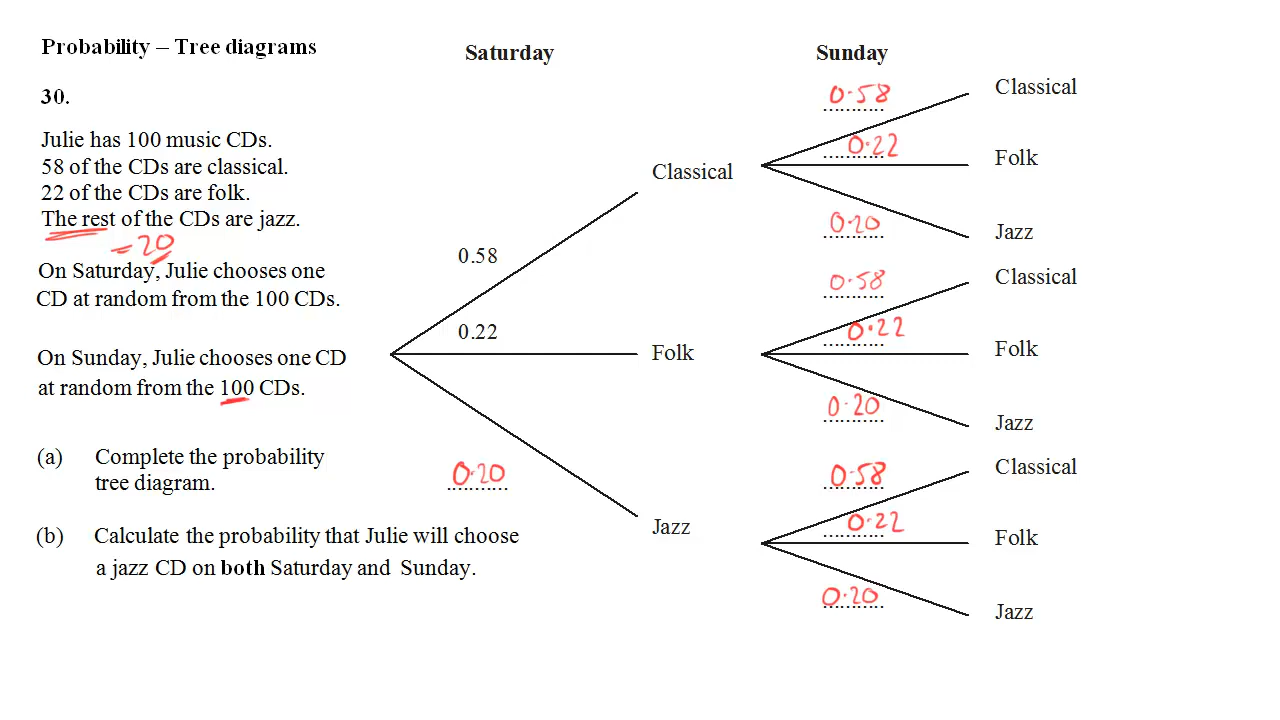 Probability – Tree diagrams
Saturday
Sunday
30.
Julie has 100 music CDs.
58 of the CDs are classical.
22 of the CDs are folk.
The rest of the CDs are jazz.
= 20
On Saturday, Julie chooses one
CD at random from the 100 CDs.
On Sunday, Julie chooses one CD
at random from the 100 CDs.
(a) Complete the probability
tree diagram.
(b) Calculate the probability that Julie will choose
a jazz CD on both Saturday and Sunday.
0.58
Classical
0.22
Folk
0.20
Jazz
0.58
Classical
0.22
Folk
0.20
Jazz
0.58
Classical
0.22
Folk
0.20
Jazz
0.58
Classical
0.22
Folk
0.20
Jazz